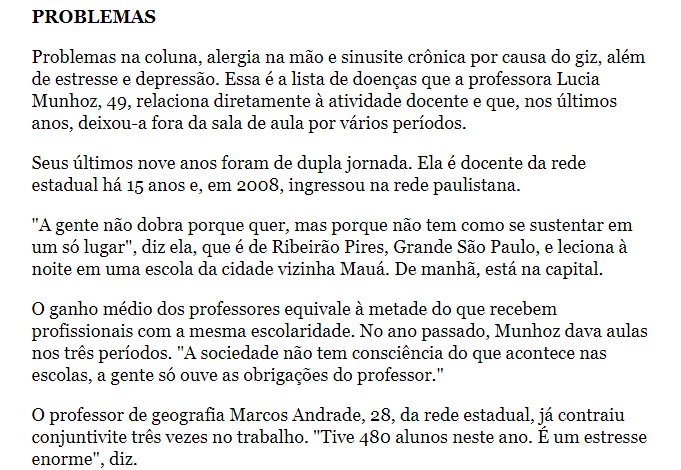 PROBLEMAS
Problemas na coluna, alergia na mão e sinusite crônica por causa do giz, além
de estresse e depressão. Essa é a lista de doenças que a professora Lucia
Munhoz, 49, relaciona diretamente à atividade docente e que, nos últimos
anos, deixou-a fora da sala de aula por vários períodos.
Seus últimos nove anos foram de dupla jornada. Ela é docente da rede
estadual há 15 anos e, em 2008, ingressou na rede paulistana.
"A gente não dobra porque quer, mas porque não tem como se sustentar em
um só lugar", diz ela, que é de Ribeirão Pires, Grande São Paulo, e leciona à
noite em uma escola da cidade vizinha Mauá. De manhã, está na capital.
O ganho médio dos professores equivale à metade do que recebem
profissionais com a mesma escolaridade. No ano passado, Munhoz dava aulas
nos três períodos. "A sociedade não tem consciência do que acontece nas
escolas, a gente só ouve as obrigações do professor."
O professor de geografia Marcos Andrade, 28, da rede estadual, já contraiu
conjuntivite três vezes no trabalho. "Tive 480 alunos neste ano. É um estresse
enorme", diz.